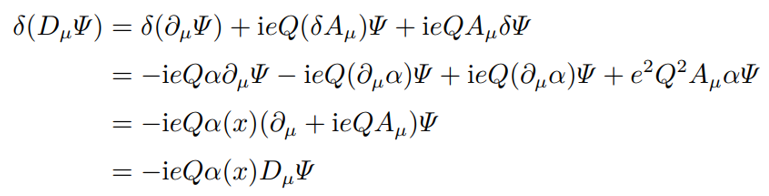 δ(D_μΨ) = δ(∂_μΨ) + ieQ(δA_μ)Ψ + ieQA_μδΨ
= −ieQα∂_μΨ − ieQ(∂_μα)Ψ + ieQ(∂_μα)Ψ + e²Q²A_μαΨ
= −ieQα(x)(∂_μ + ieQA_μ)Ψ
= −ieQα(x)D_μΨ